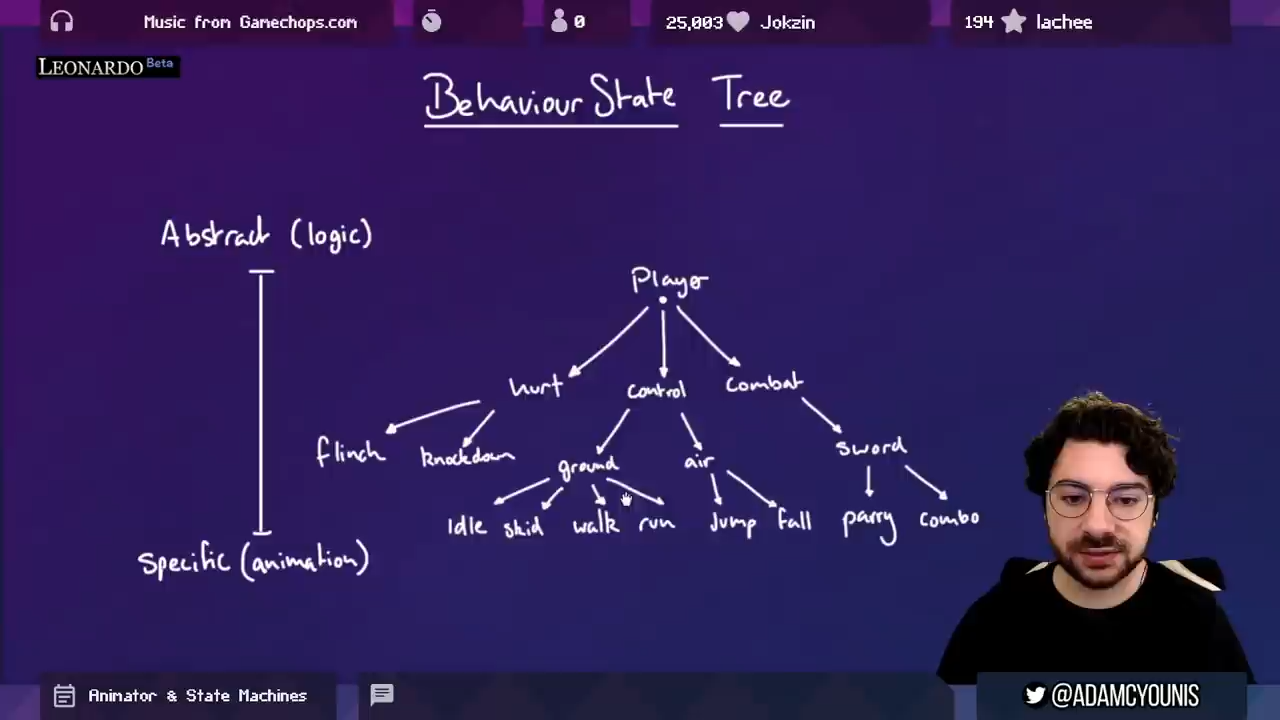 Music from Gamechops.com
0
25,003 Jokzin
194 lachee
LEONARDO Beta
Behaviour State Tree
Abstract (logic)
Player
hurt control combat
flinch knockdown ground air sword
Idle skid walk run Jump fall parry combo
Specific (animation)
Animator & State Machines
@ADAMCYOUNIS